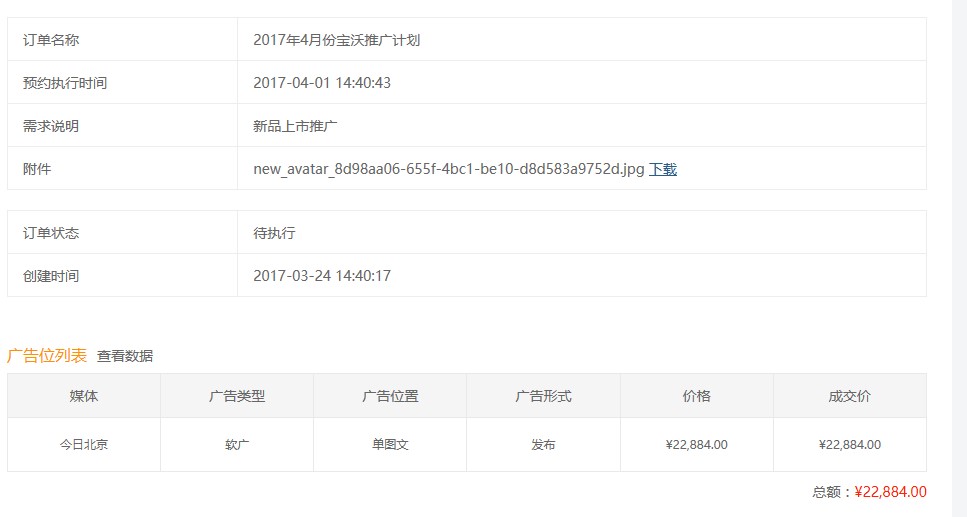 订单名称 2017年4月份宝沃推广计划
预约执行时间 2017-04-01 14:40:43
需求说明 新品上市推广
附件 new_avatar_8d98aa06-655f-4bc1-be10-d8d583a9752d.jpg 下载
订单状态 待执行
创建时间 2017-03-24 14:40:17
广告位列表 查看数据
媒体 广告类型 广告位置 广告形式 价格 成交价
今日北京 软广 单图文 发布 ¥22,884.00 ¥22,884.00
总额：¥22,884.00